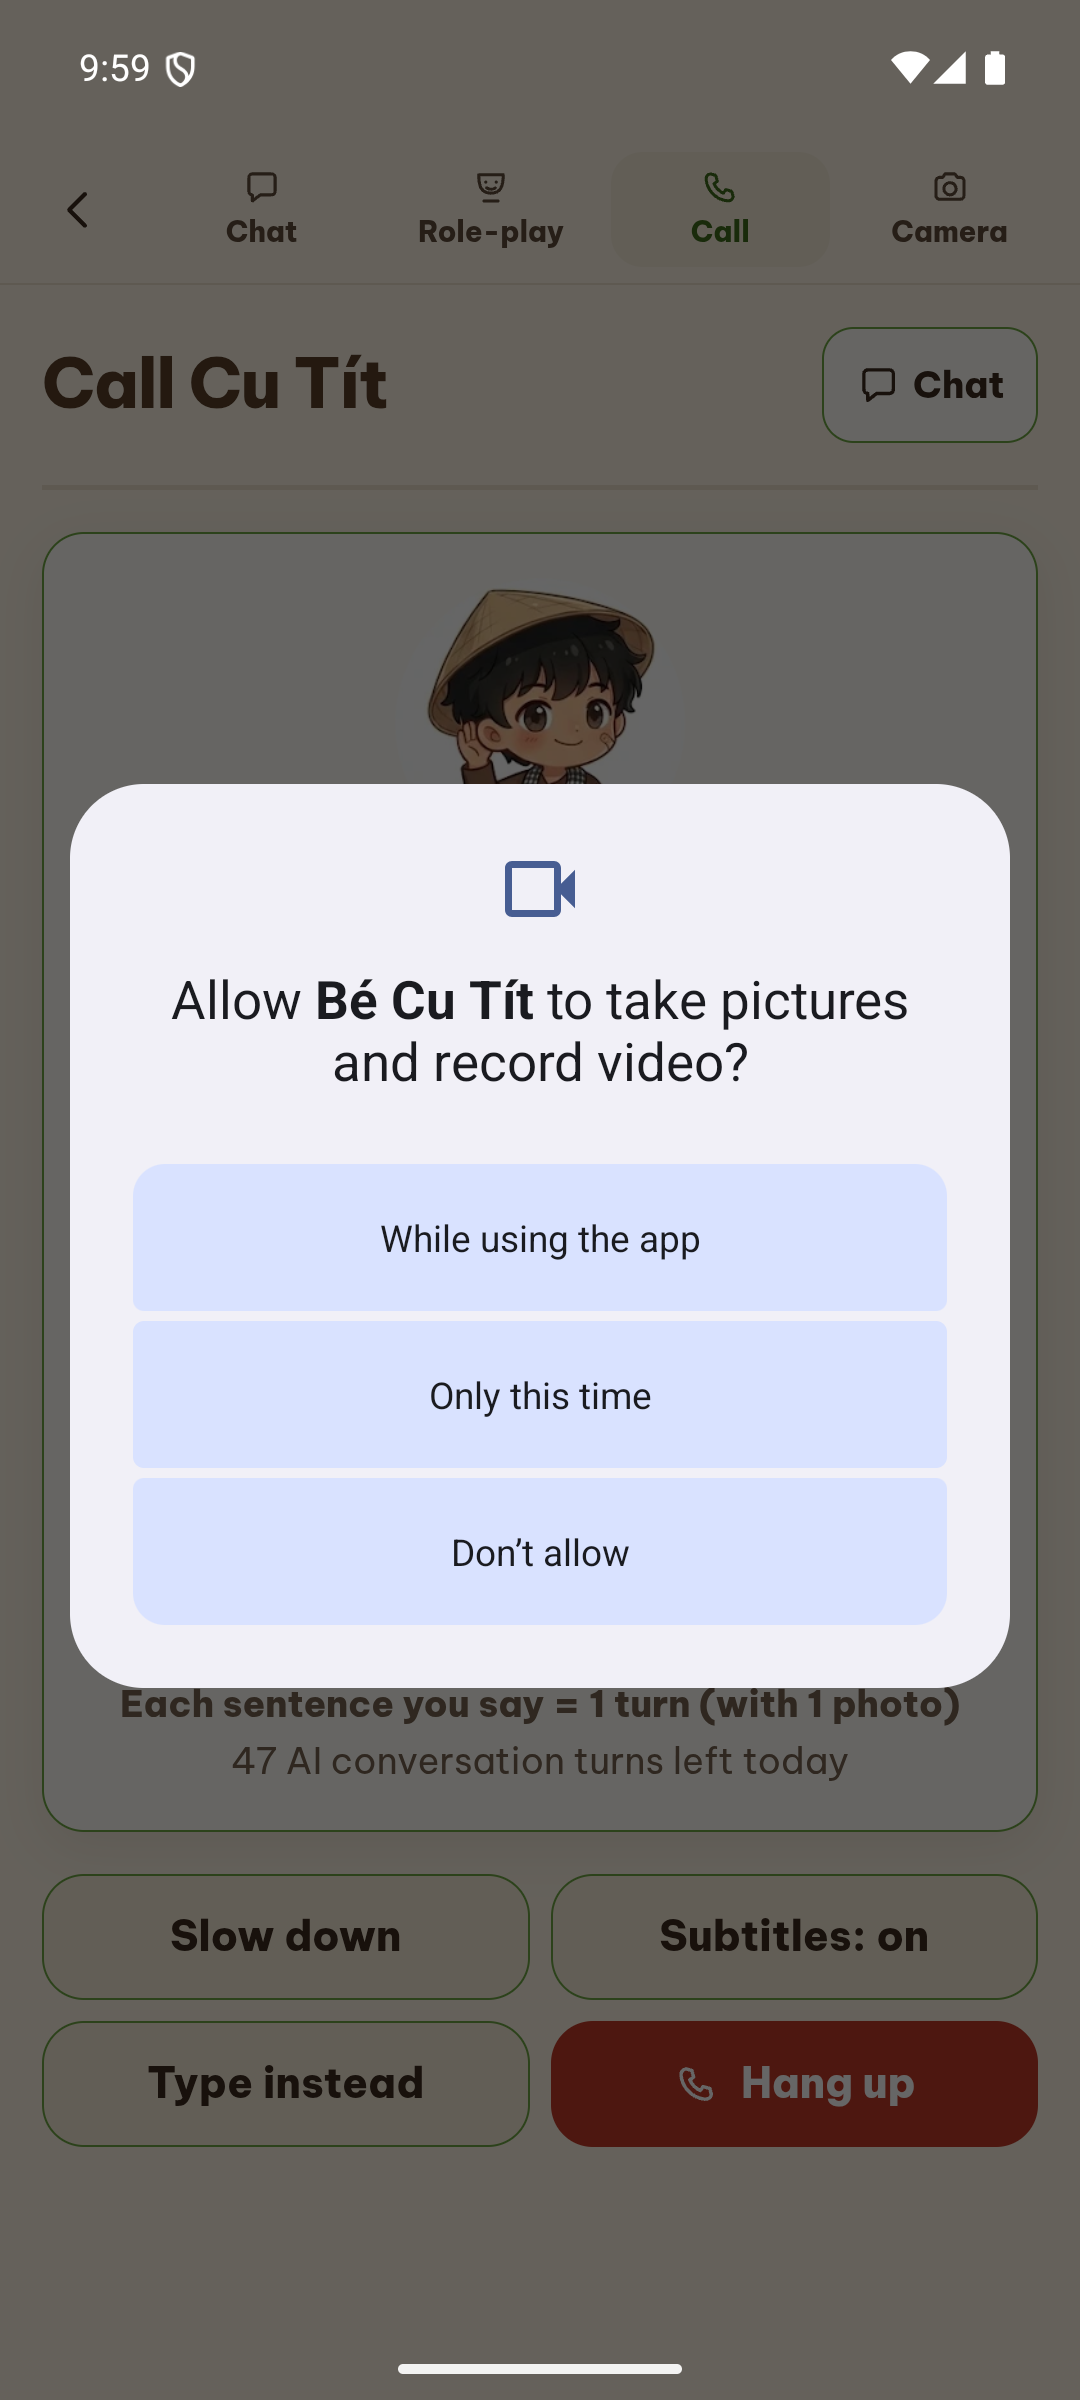 9:59
Chat
Role-play
Call
Camera
Call Cu Tít
Chat
Allow Bé Cu Tít to take pictures
and record video?
While using the app
Only this time
Don’t allow
Each sentence you say = 1 turn (with 1 photo)
47 AI conversation turns left today
Slow down
Subtitles: on
Type instead
Hang up